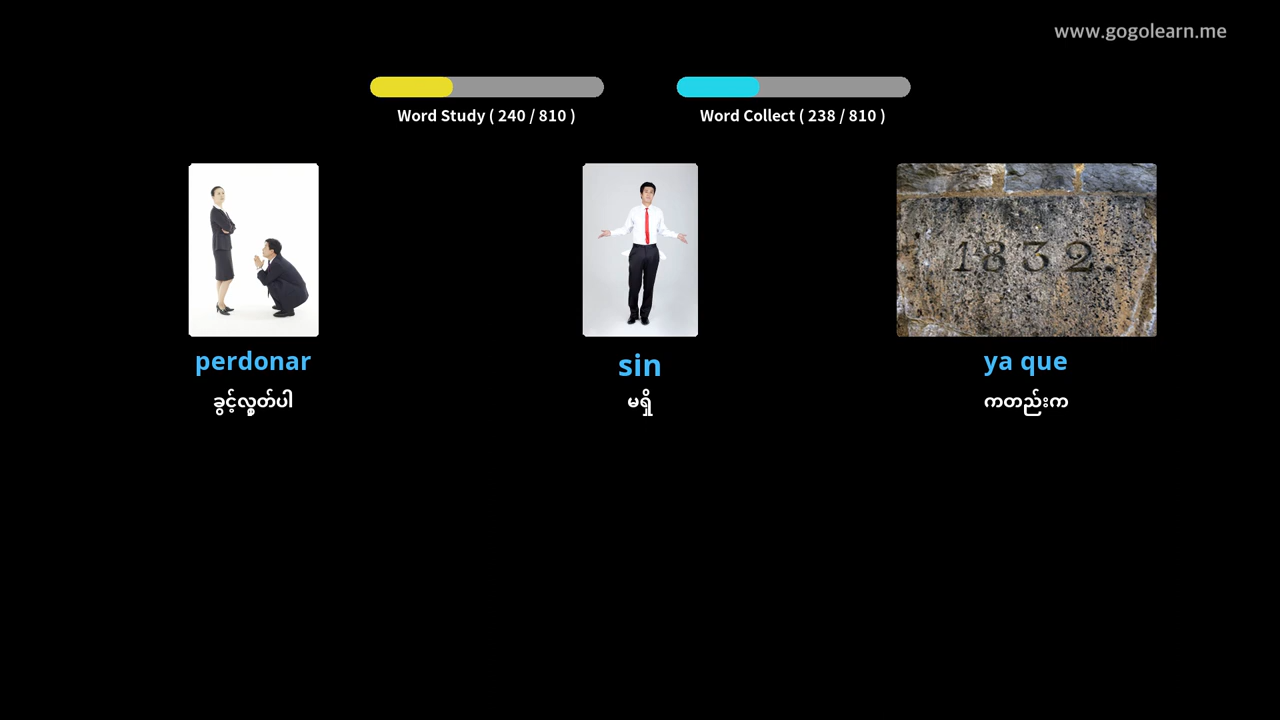 www.gogolearn.me
Word Study ( 240 / 810 )
Word Collect ( 238 / 810 )
1832.
perdonar
sin
ya que
ခွင့်လွှတ်ပါ
မရှိ
ကတည်းက